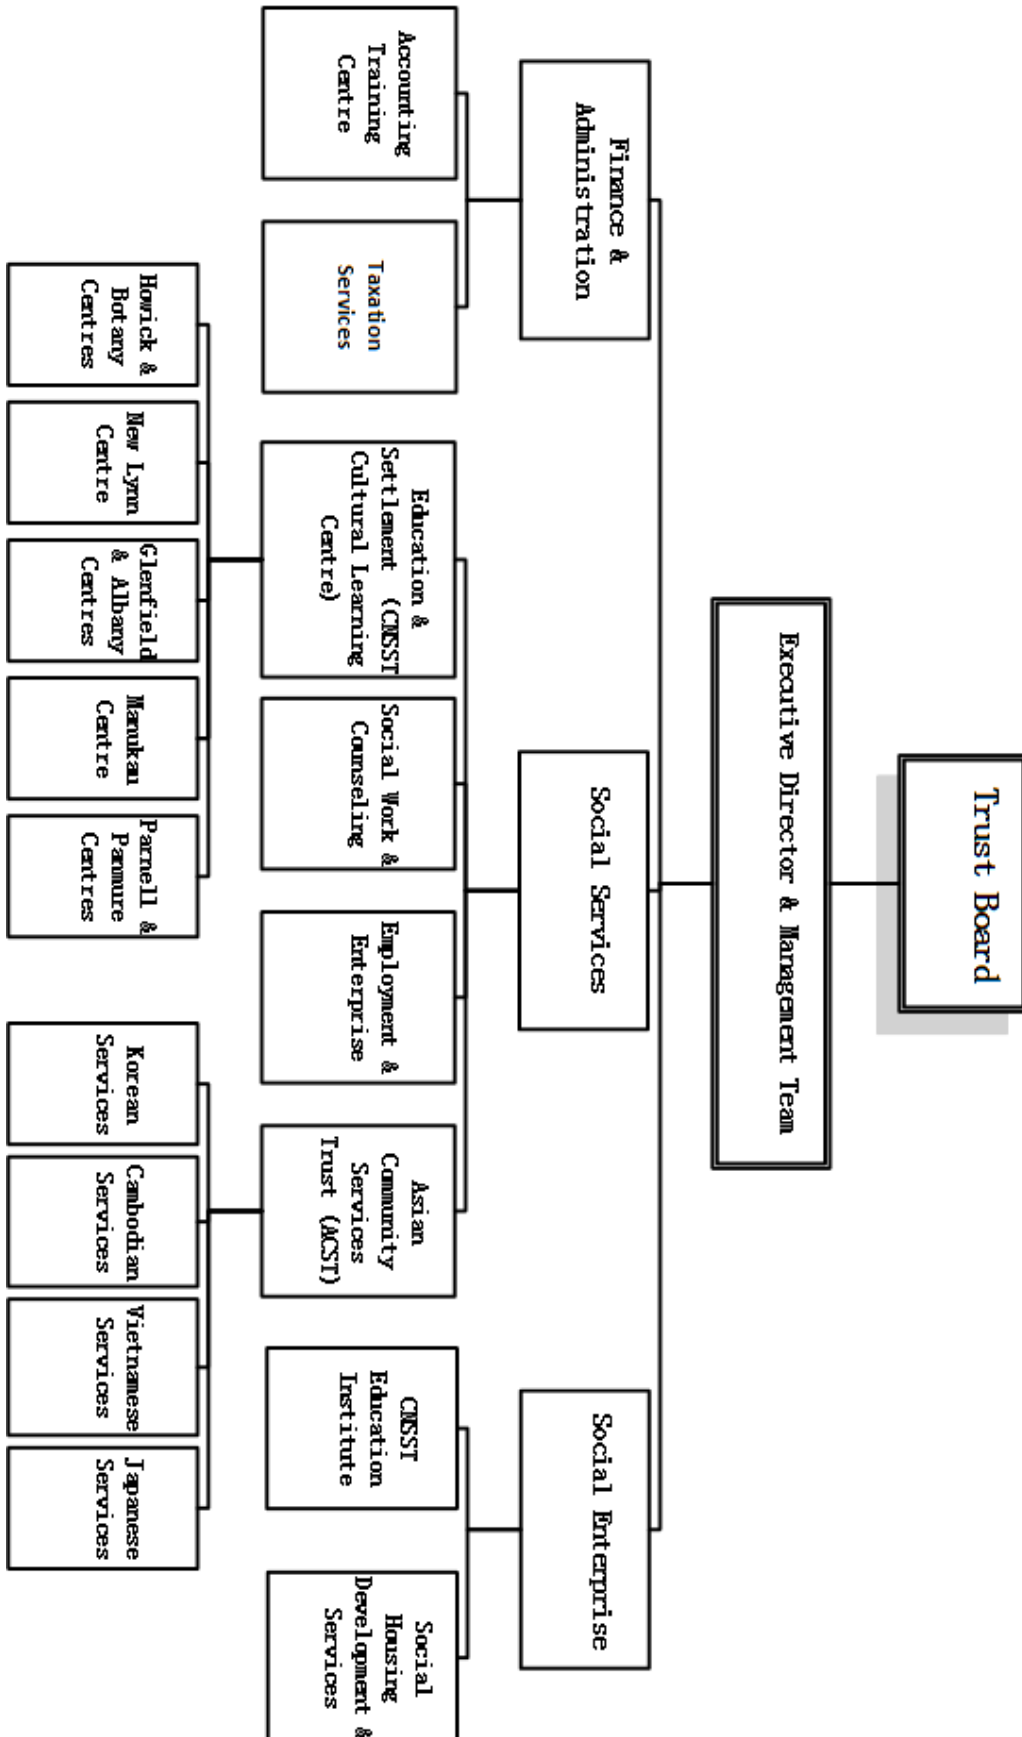 Trust Board
Executive Director & Management Team
Finance &
Administration
Social Services
Social Enterprise
Accounting
Training
Centre
Taxation
Services
Education &
Settlement (CMSST
Cultural Learning
Centre)
Social Work &
Counseling
Employment &
Enterprise
Asian
Community
Services
Trust (ACST)
CMSST
Education
Institute
Social
Housing
Development &
Services
Howick &
Botany
Centres
New Lynn
Centre
Glenfield
& Albany
Centres
Manukau
Centre
Parnell &
Panmure
Centres
Korean
Services
Cambodian
Services
Vietnamese
Services
Japanese
Services